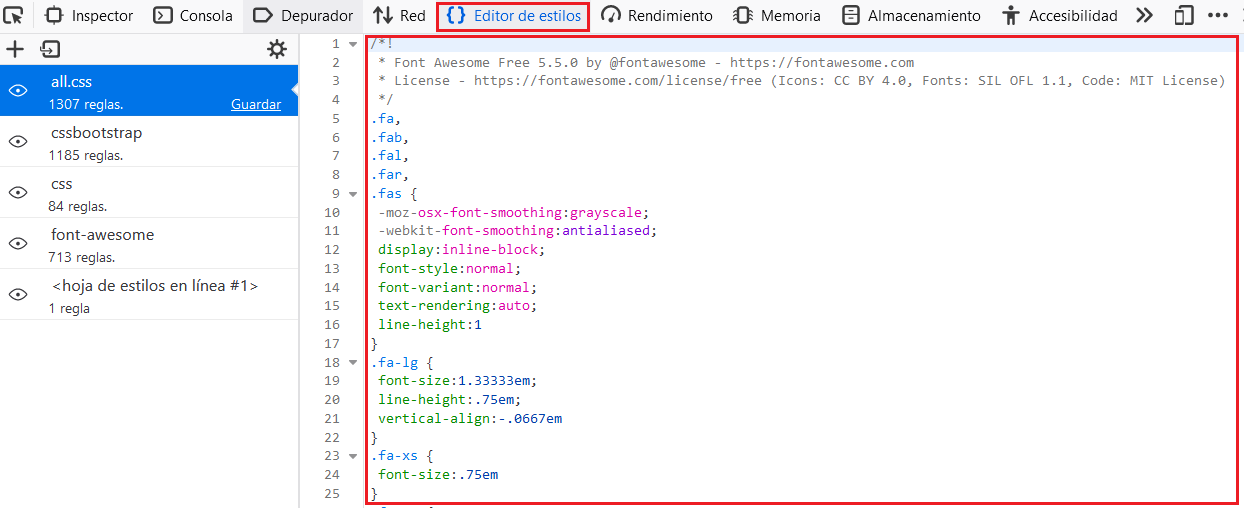 Inspector Consola Depurador Red {} Editor de estilos Rendimiento Memoria Almacenamiento Accesibilidad
all.css
1307 reglas. Guardar
cssbootstrap
1185 reglas.
css
84 reglas.
font-awesome
713 reglas.
<hoja de estilos en línea #1>
1 regla
1 /*!
2 * Font Awesome Free 5.5.0 by @fontawesome - https://fontawesome.com
3 * License - https://fontawesome.com/license/free (Icons: CC BY 4.0, Fonts: SIL OFL 1.1, Code: MIT License)
4 */
5 .fa,
6 .fab,
7 .fal,
8 .far,
9 .fas {
10 -moz-osx-font-smoothing:grayscale;
11 -webkit-font-smoothing:antialiased;
12 display:inline-block;
13 font-style:normal;
14 font-variant:normal;
15 text-rendering:auto;
16 line-height:1
17 }
18 .fa-lg {
19 font-size:1.33333em;
20 line-height:.75em;
21 vertical-align:-.0667em
22 }
23 .fa-xs {
24 font-size:.75em
25 }